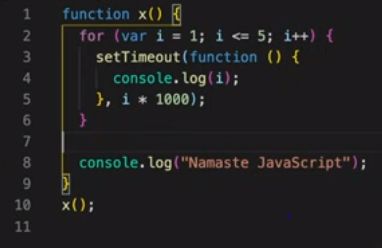 1 function x() {
2 for (var i = 1; i <= 5; i++) {
3 setTimeout(function () {
4 console.log(i);
5 }, i * 1000);
6 }
7
8 console.log("Namaste JavaScript");
9 }
10 x();
11